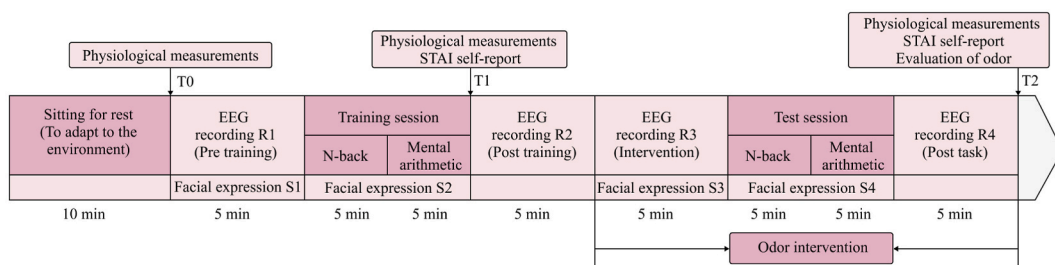 Physiological measurements
Physiological measurements
STAI self-report
Physiological measurements
STAI self-report
Evaluation of odor
T0
T1
T2
Sitting for rest
(To adapt to the
environment)
EEG
recording R1
(Pre training)
Training session
N-back
Mental
arithmetic
EEG
recording R2
(Post training)
EEG
recording R3
(Intervention)
Test session
N-back
Mental
arithmetic
EEG
recording R4
(Post task)
Facial expression S1
Facial expression S2
Facial expression S3
Facial expression S4
10 min
5 min
5 min
5 min
5 min
5 min
5 min
5 min
5 min
Odor intervention